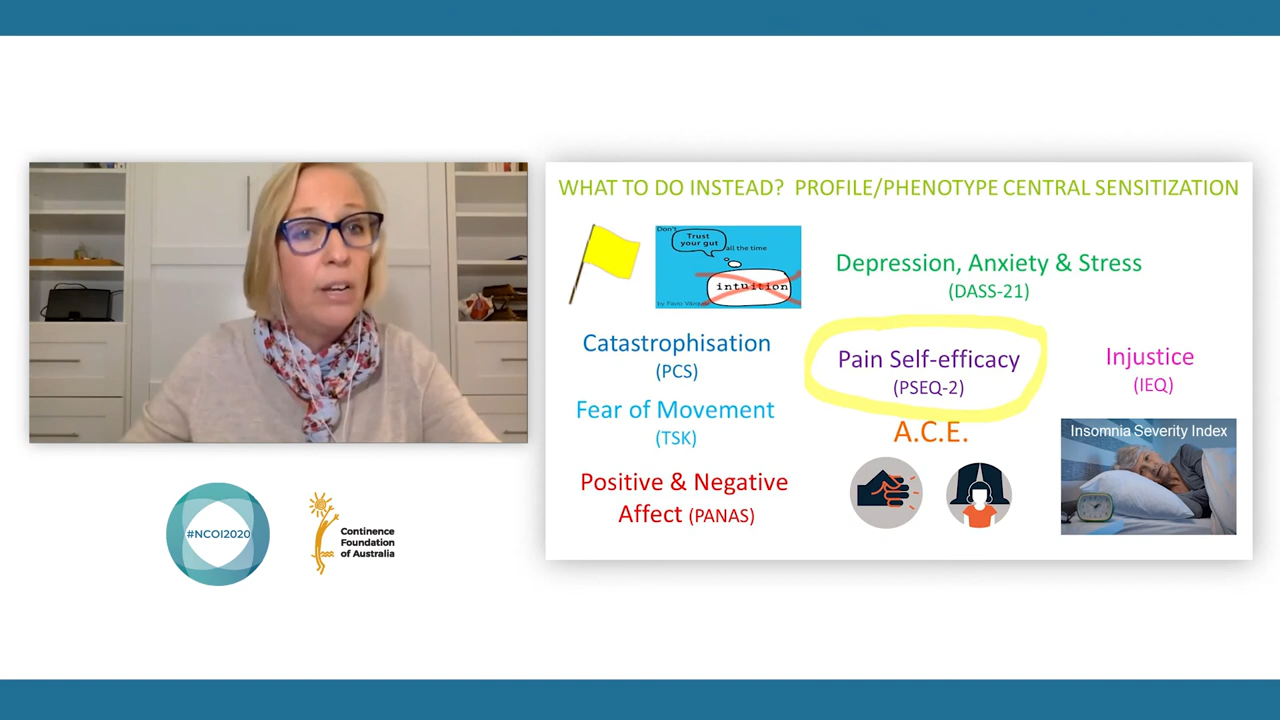 WHAT TO DO INSTEAD? PROFILE/PHENOTYPE CENTRAL SENSITIZATION
Don't
Trust
your gut
all the time
intuition
Depression, Anxiety & Stress
(DASS-21)
Catastrophisation
(PCS)
Pain Self-efficacy
(PSEQ-2)
Injustice
(IEQ)
Fear of Movement
(TSK)
A.C.E.
Insomnia Severity Index
Positive & Negative
Affect (PANAS)
#NCOI2020
Continence
Foundation
of Australia